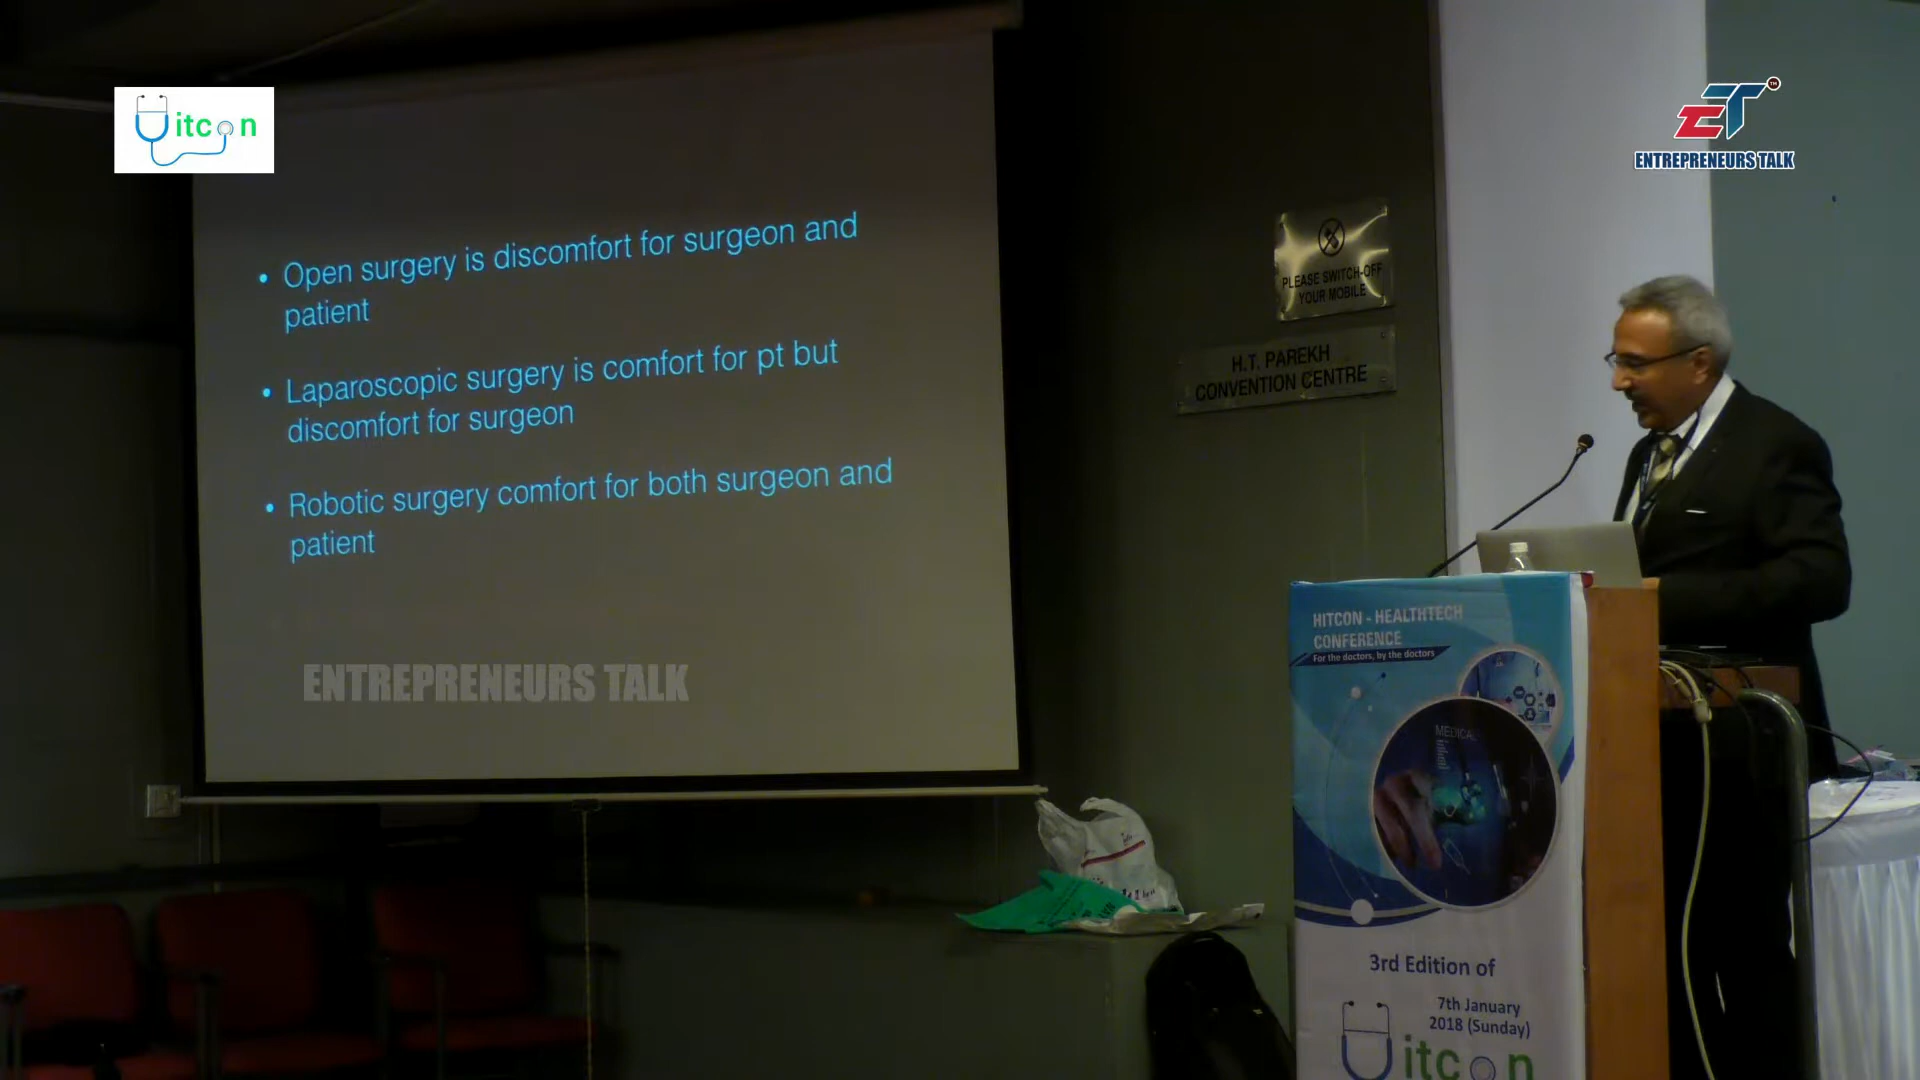 itcon
ENTREPRENEURS TALK
• Open surgery is discomfort for surgeon and
patient
• Laparoscopic surgery is comfort for pt but
discomfort for surgeon
• Robotic surgery comfort for both surgeon and
patient
ENTREPRENEURS TALK
PLEASE SWITCH-OFF
YOUR MOBILE
H.T. PAREKH
CONVENTION CENTRE
HITCON - HEALTHTECH
CONFERENCE
For the doctors, by the doctors
MEDICAL
3rd Edition of
7th January
2018 (Sunday)
itcon